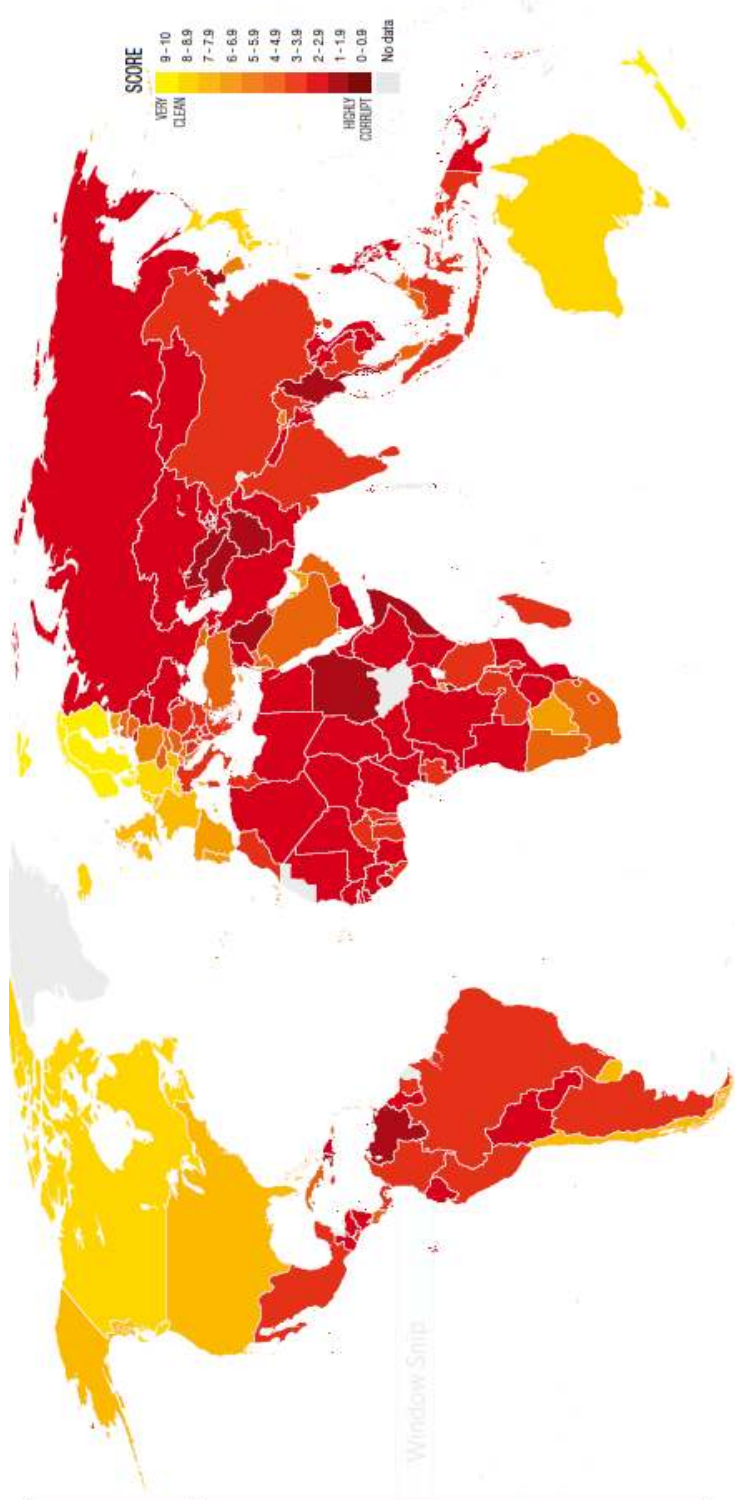 SCORE
VERY
CLEAN
9 - 10
8 - 8.9
7 - 7.9
6 - 6.9
5 - 5.9
4 - 4.9
3 - 3.9
2 - 2.9
1 - 1.9
0 - 0.9
HIGHLY
CORRUPT
No data
Window Snip